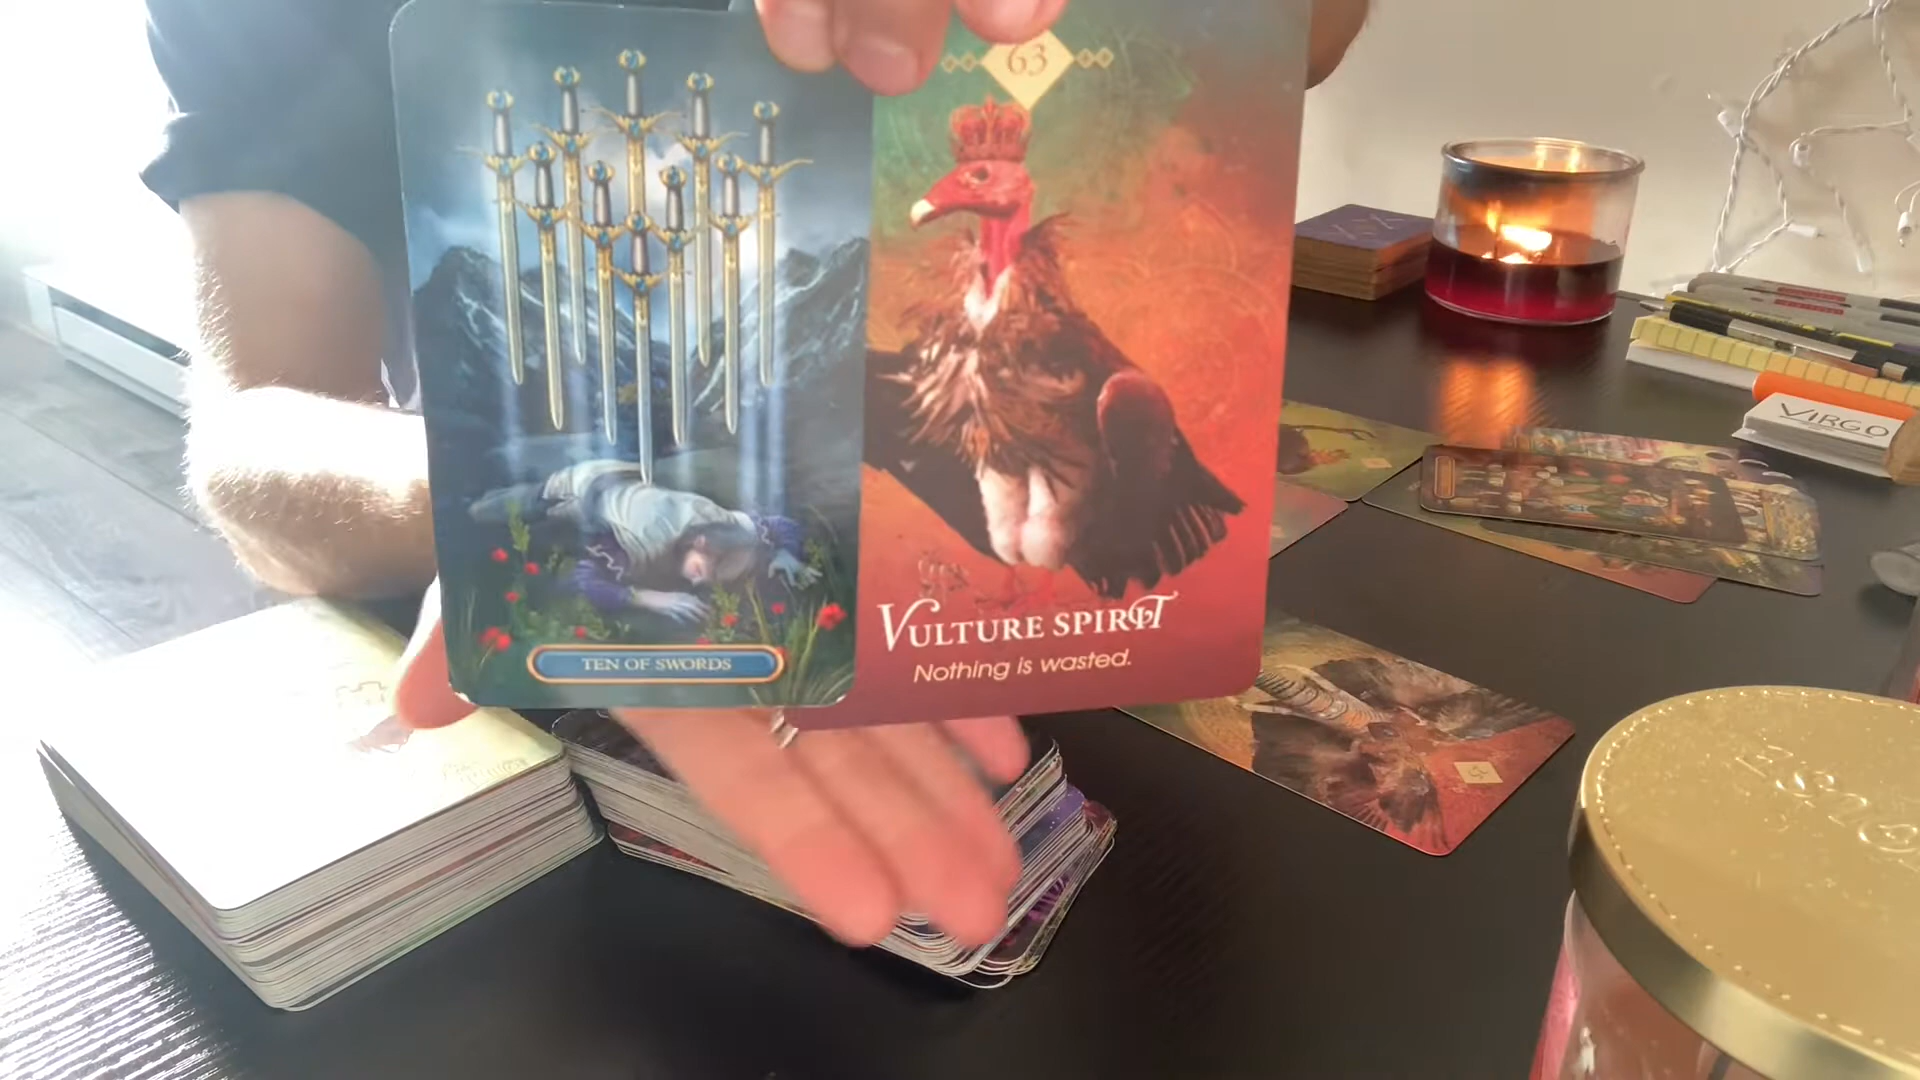 63
TEN OF SWORDS
VULTURE SPIRIT
Nothing is wasted.
VIRGO